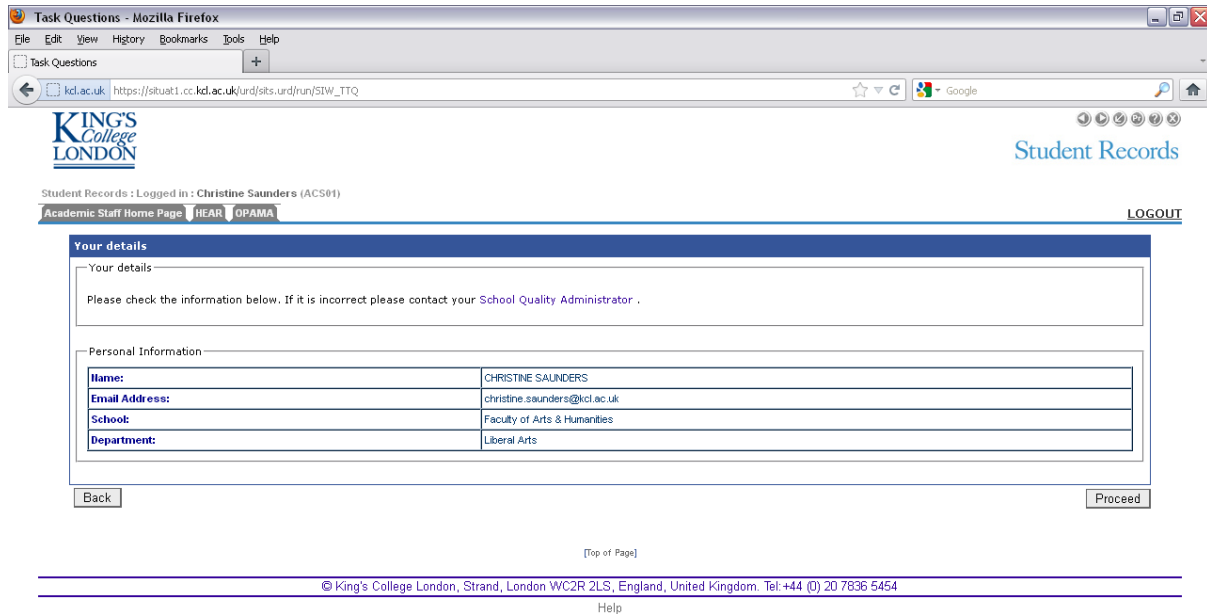 Task Questions - Mozilla Firefox
File Edit View History Bookmarks Tools Help
Task Questions +
kcl.ac.uk https://situat1.cc.kcl.ac.uk/urd/sits.urd/run/SIW_TTQ Google
KING'S
College
LONDON
Student Records
Student Records : Logged in : Christine Saunders (ACS01)
Academic Staff Home Page HEAR OPAMA LOGOUT
Your details
Your details
Please check the information below. If it is incorrect please contact your School Quality Administrator .
Personal Information
Name: CHRISTINE SAUNDERS
Email Address: christine.saunders@kcl.ac.uk
School: Faculty of Arts & Humanities
Department: Liberal Arts
Back Proceed
[Top of Page]
© King's College London, Strand, London WC2R 2LS, England, United Kingdom. Tel:+44 (0) 20 7836 5454
Help